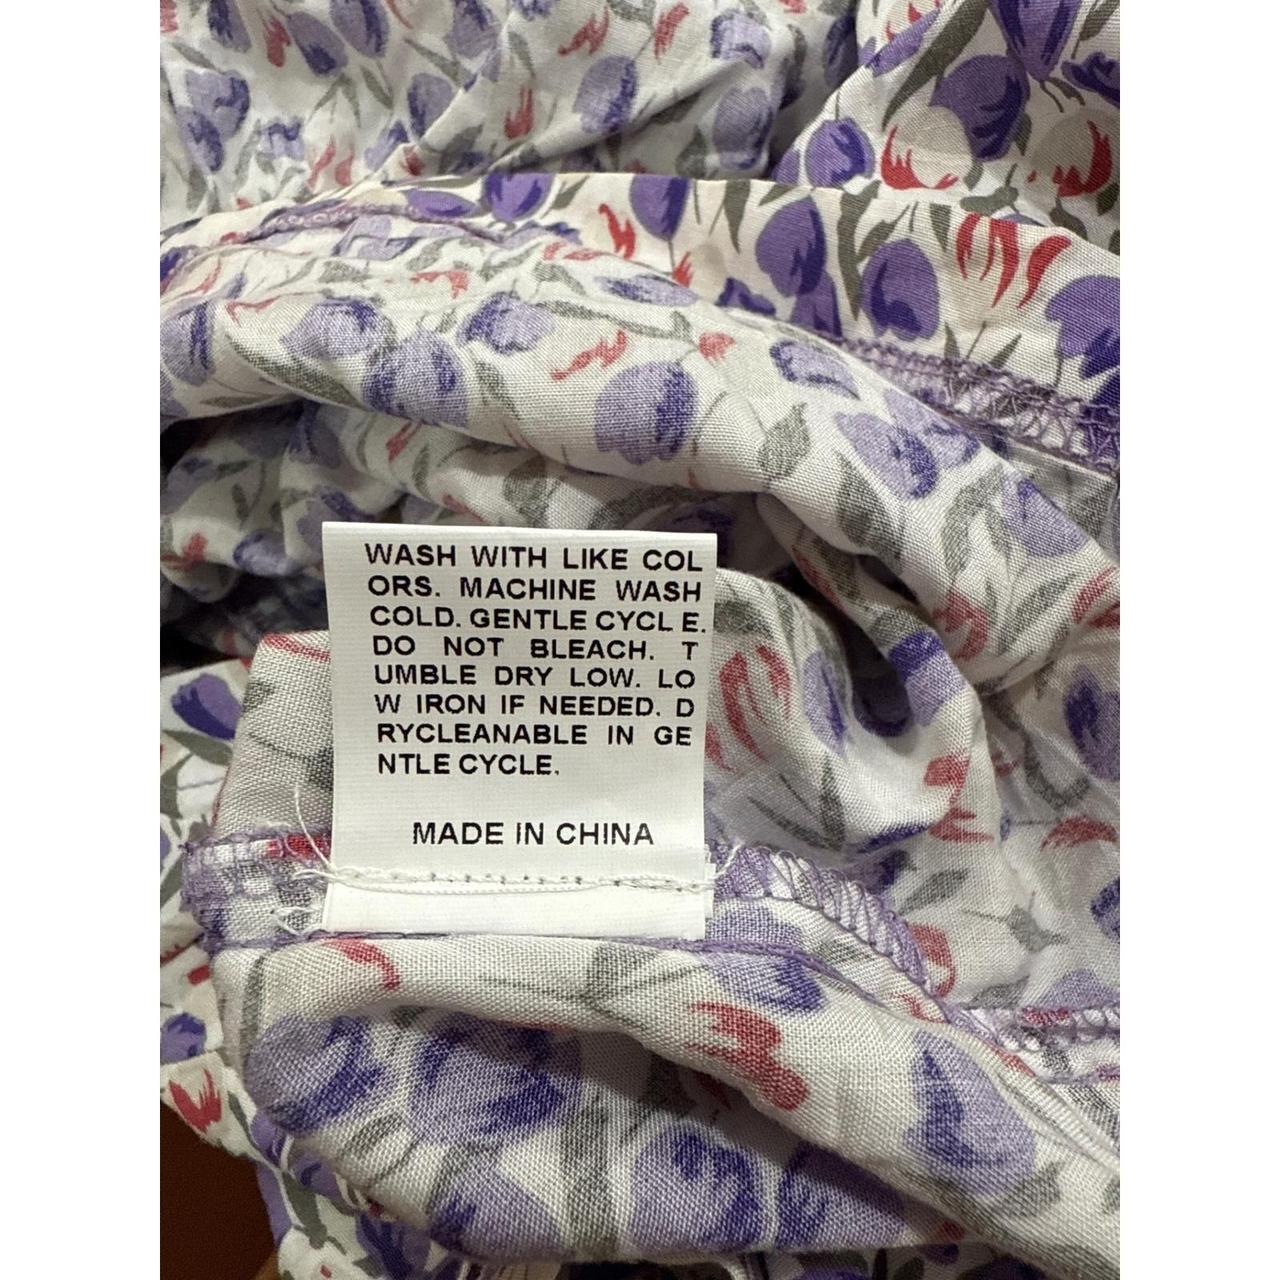 WASH WITH LIKE COL
ORS. MACHINE WASH
COLD. GENTLE CYCL E.
DO NOT BLEACH. T
UMBLE DRY LOW. LO
W IRON IF NEEDED. D
RYCLEANABLE IN GE
NTLE CYCLE.
MADE IN CHINA